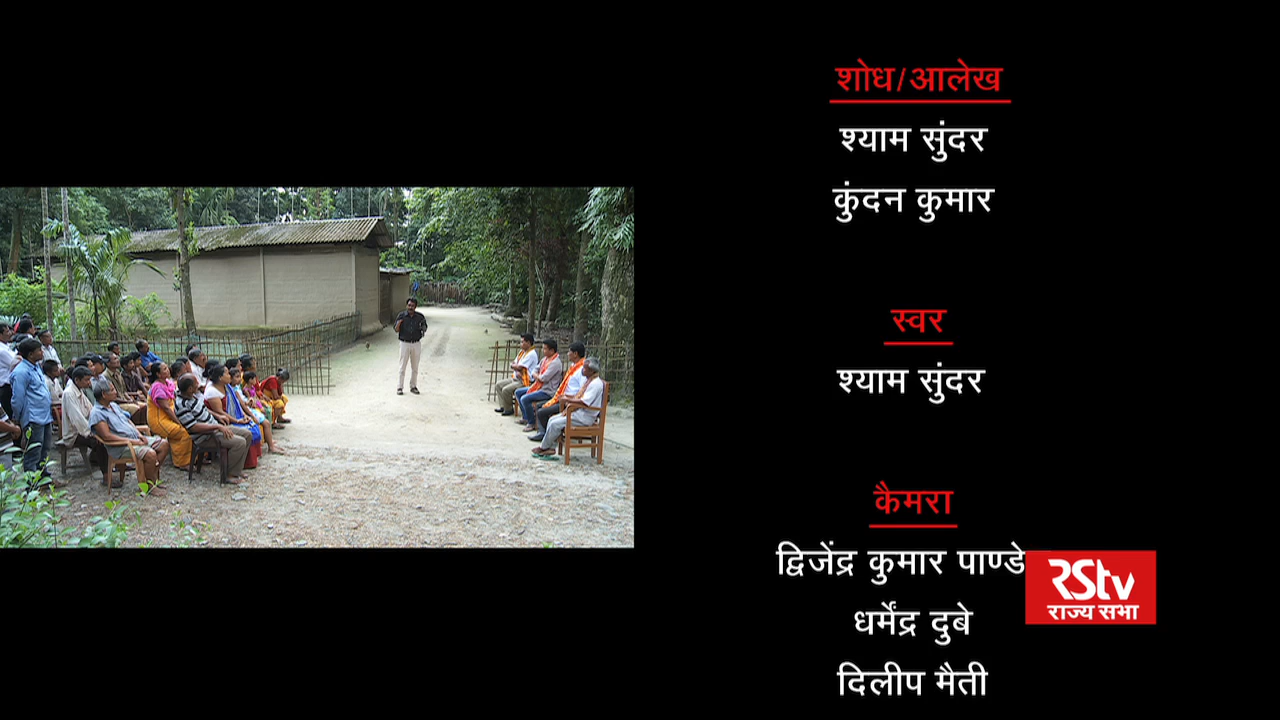 शोध/आलेख
श्याम सुंदर
कुंदन कुमार
स्वर
श्याम सुंदर
कैमरा
द्विजेंद्र कुमार पाण्डे
RStv
राज्य सभा
धर्मेंद्र दुबे
दिलीप मैती